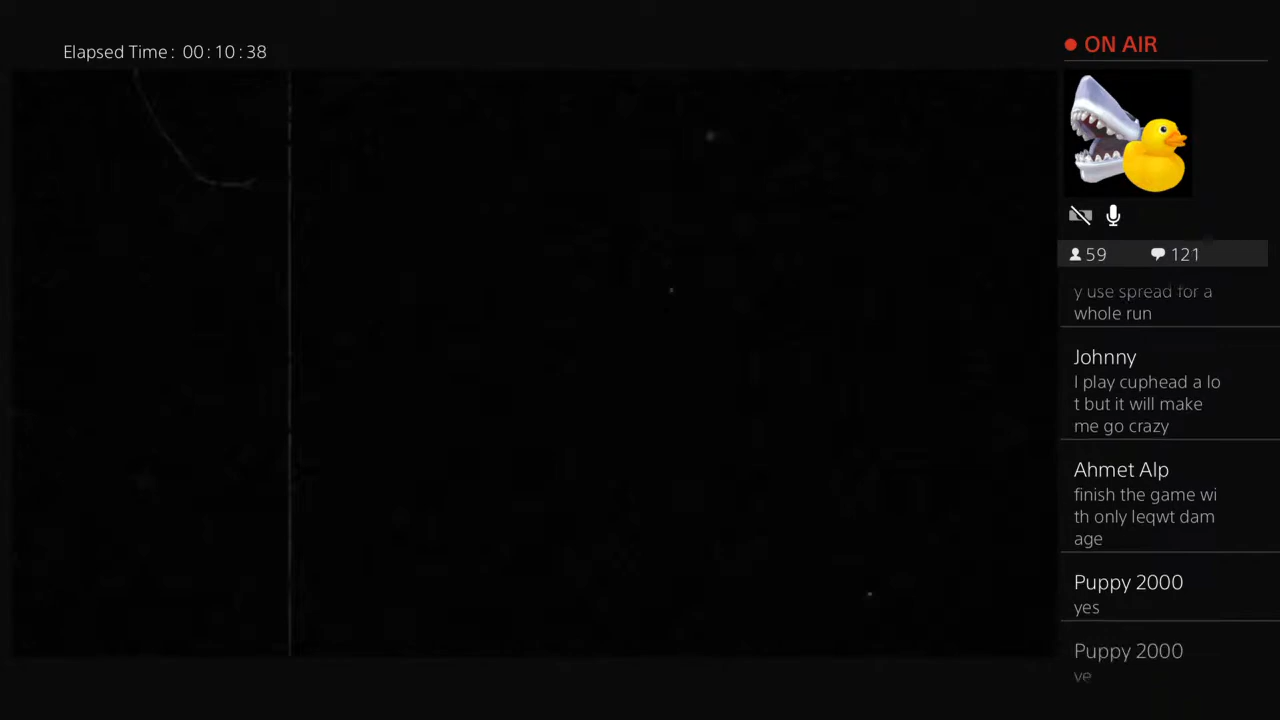 Elapsed Time: 00:10:38
ON AIR
59 121
y use spread for a
whole run
Johnny
I play cuphead a lo
t but it will make
me go crazy
Ahmet Alp
finish the game wi
th only leqwt dam
age
Puppy 2000
yes
Puppy 2000
ye